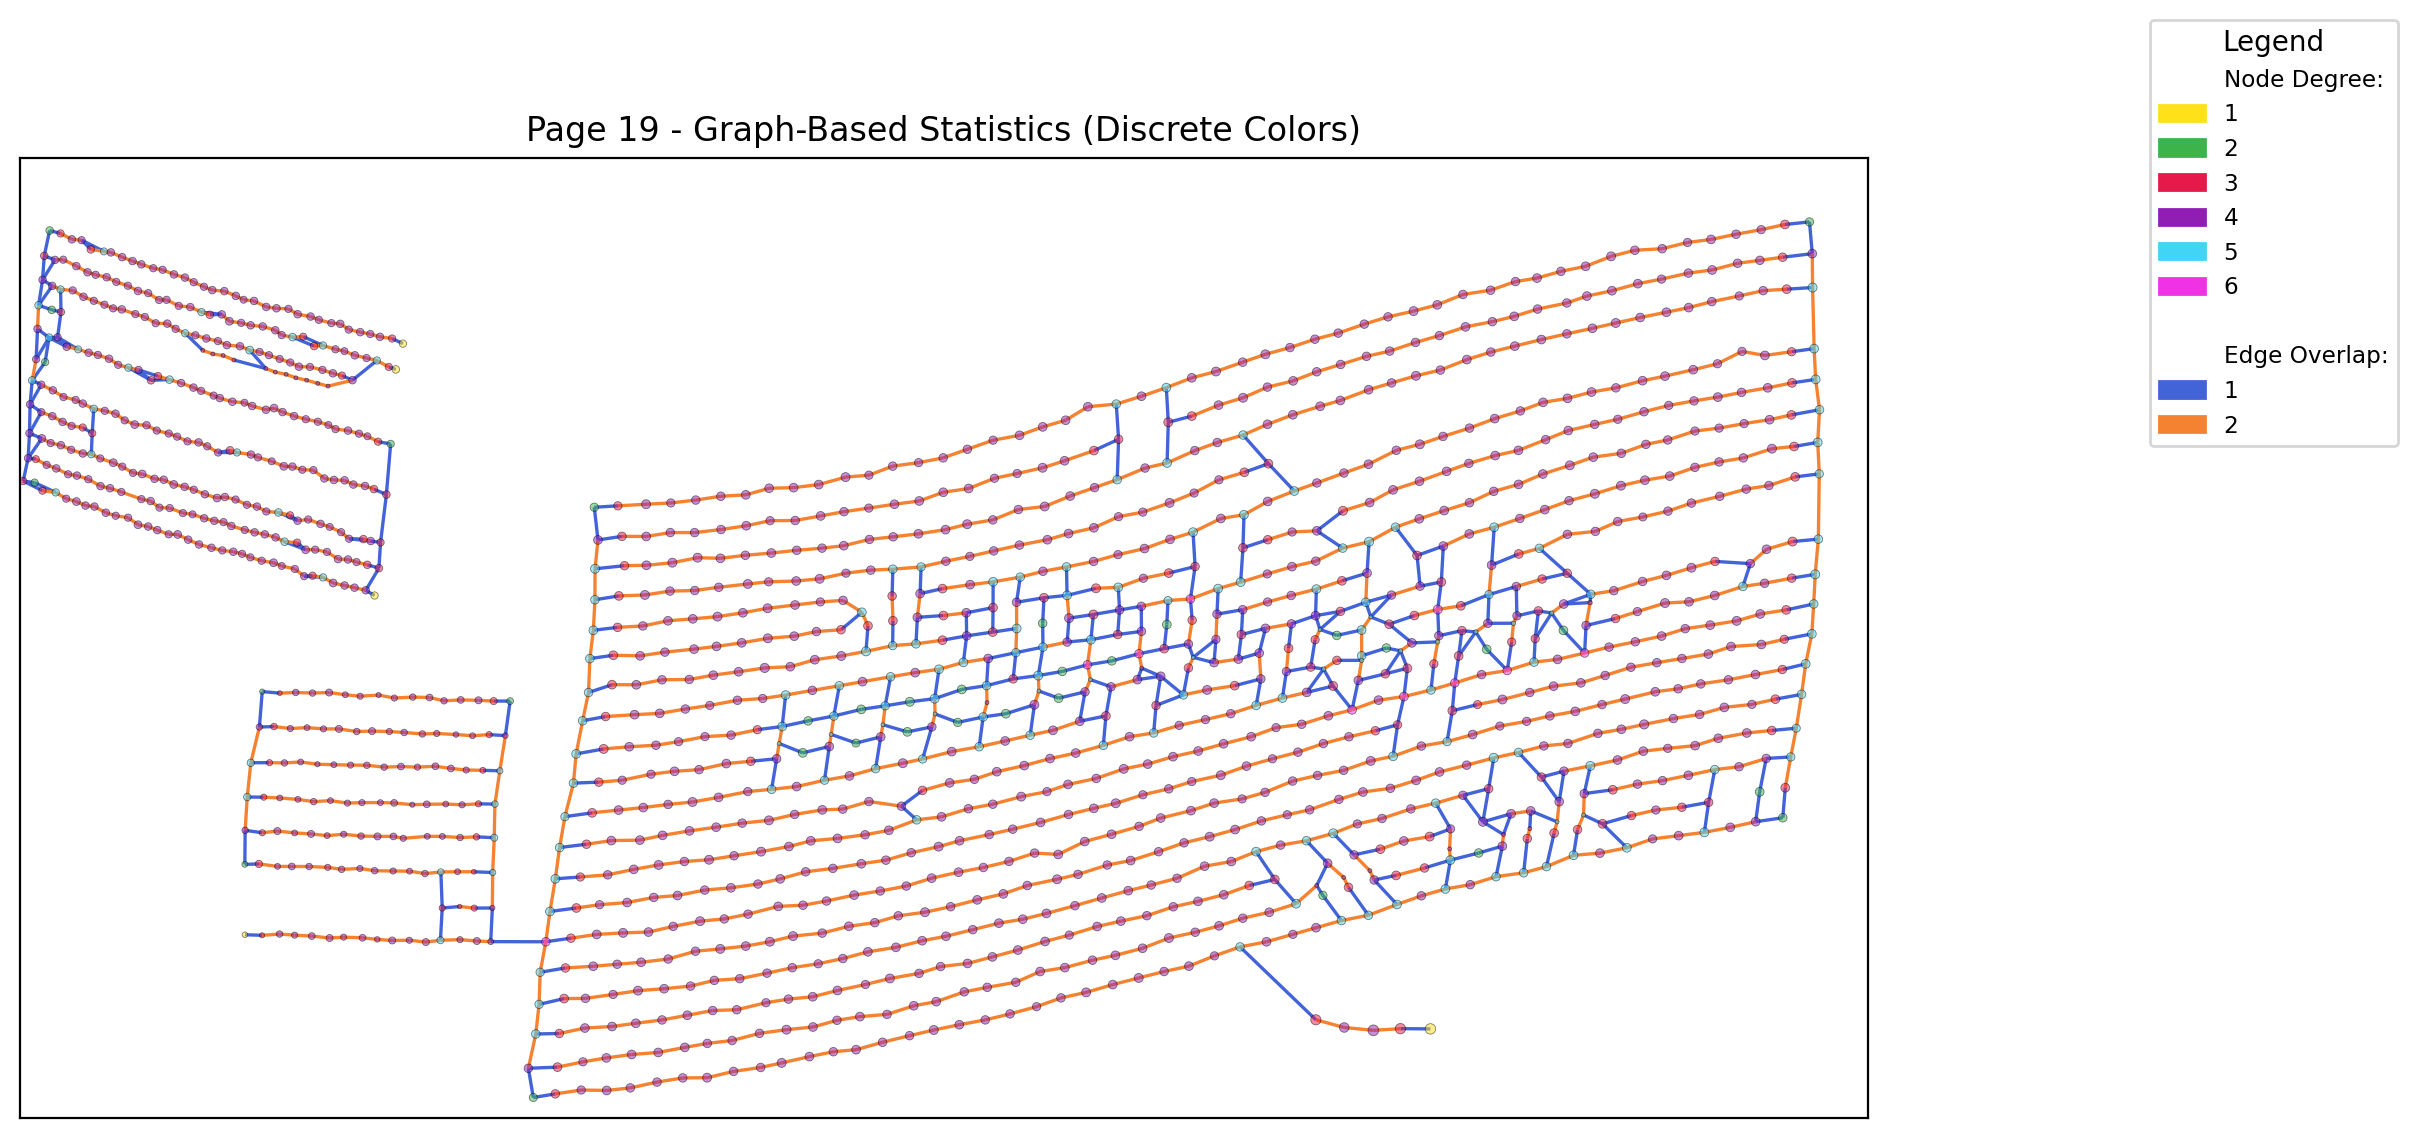 Page 19 - Graph-Based Statistics (Discrete Colors)
Legend
Node Degree:
1
2
3
4
5
6
Edge Overlap:
1
2